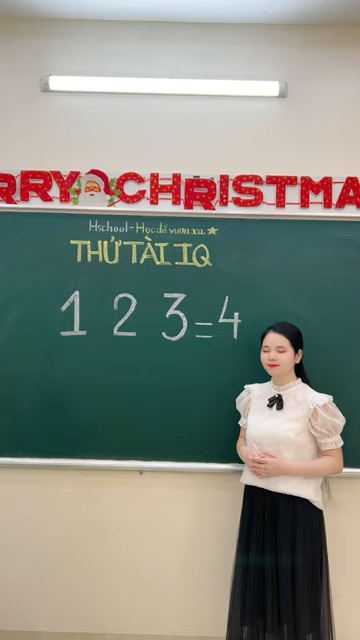 RRY CHRISTMA
Hschool - Học để vươn xa
THỬ TÀI IQ
1 2 3 = 4